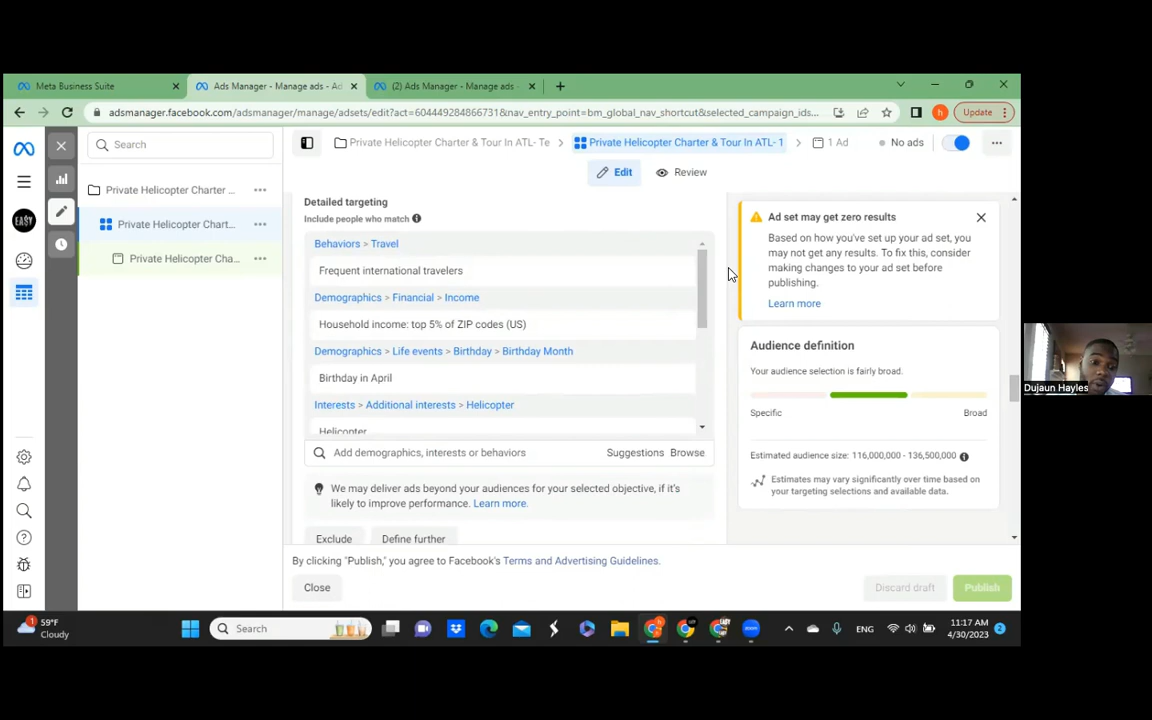 Meta Business Suite
Ads Manager - Manage ads - Ad
(2) Ads Manager - Manage ads -
adsmanager.facebook.com/adsmanager/manage/adsets/edit?act=604449284866731&nav_entry_point=bm_global_nav_shortcut&selected_campaign_ids...
h
Update
Search
Private Helicopter Charter & Tour In ATL- Te
Private Helicopter Charter & Tour In ATL- 1
1 Ad
No ads
Edit
Review
Private Helicopter Charter ...
Private Helicopter Chart...
Private Helicopter Cha...
EASY
Detailed targeting
Include people who match
Behaviors > Travel
Frequent international travelers
Demographics > Financial > Income
Household income: top 5% of ZIP codes (US)
Demographics > Life events > Birthday > Birthday Month
Birthday in April
Interests > Additional interests > Helicopter
Helicopter
Add demographics, interests or behaviors
Suggestions
Browse
We may deliver ads beyond your audiences for your selected objective, if it's
likely to improve performance. Learn more.
Exclude
Define further
Ad set may get zero results
Based on how you've set up your ad set, you
may not get any results. To fix this, consider
making changes to your ad set before
publishing.
Learn more
Audience definition
Your audience selection is fairly broad.
Specific
Broad
Estimated audience size: 116,000,000 - 136,500,000
Estimates may vary significantly over time based on
your targeting selections and available data.
By clicking "Publish," you agree to Facebook's Terms and Advertising Guidelines.
Close
Discard draft
Publish
Dujaun Hayles
1
59°F
Cloudy
Search
ENG
11:17 AM
4/30/2023
2